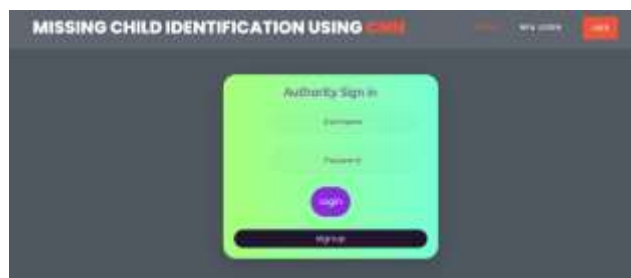 MISSING CHILD IDENTIFICATION USING CNN
Authority Sign in
Username
Password
Login
signup